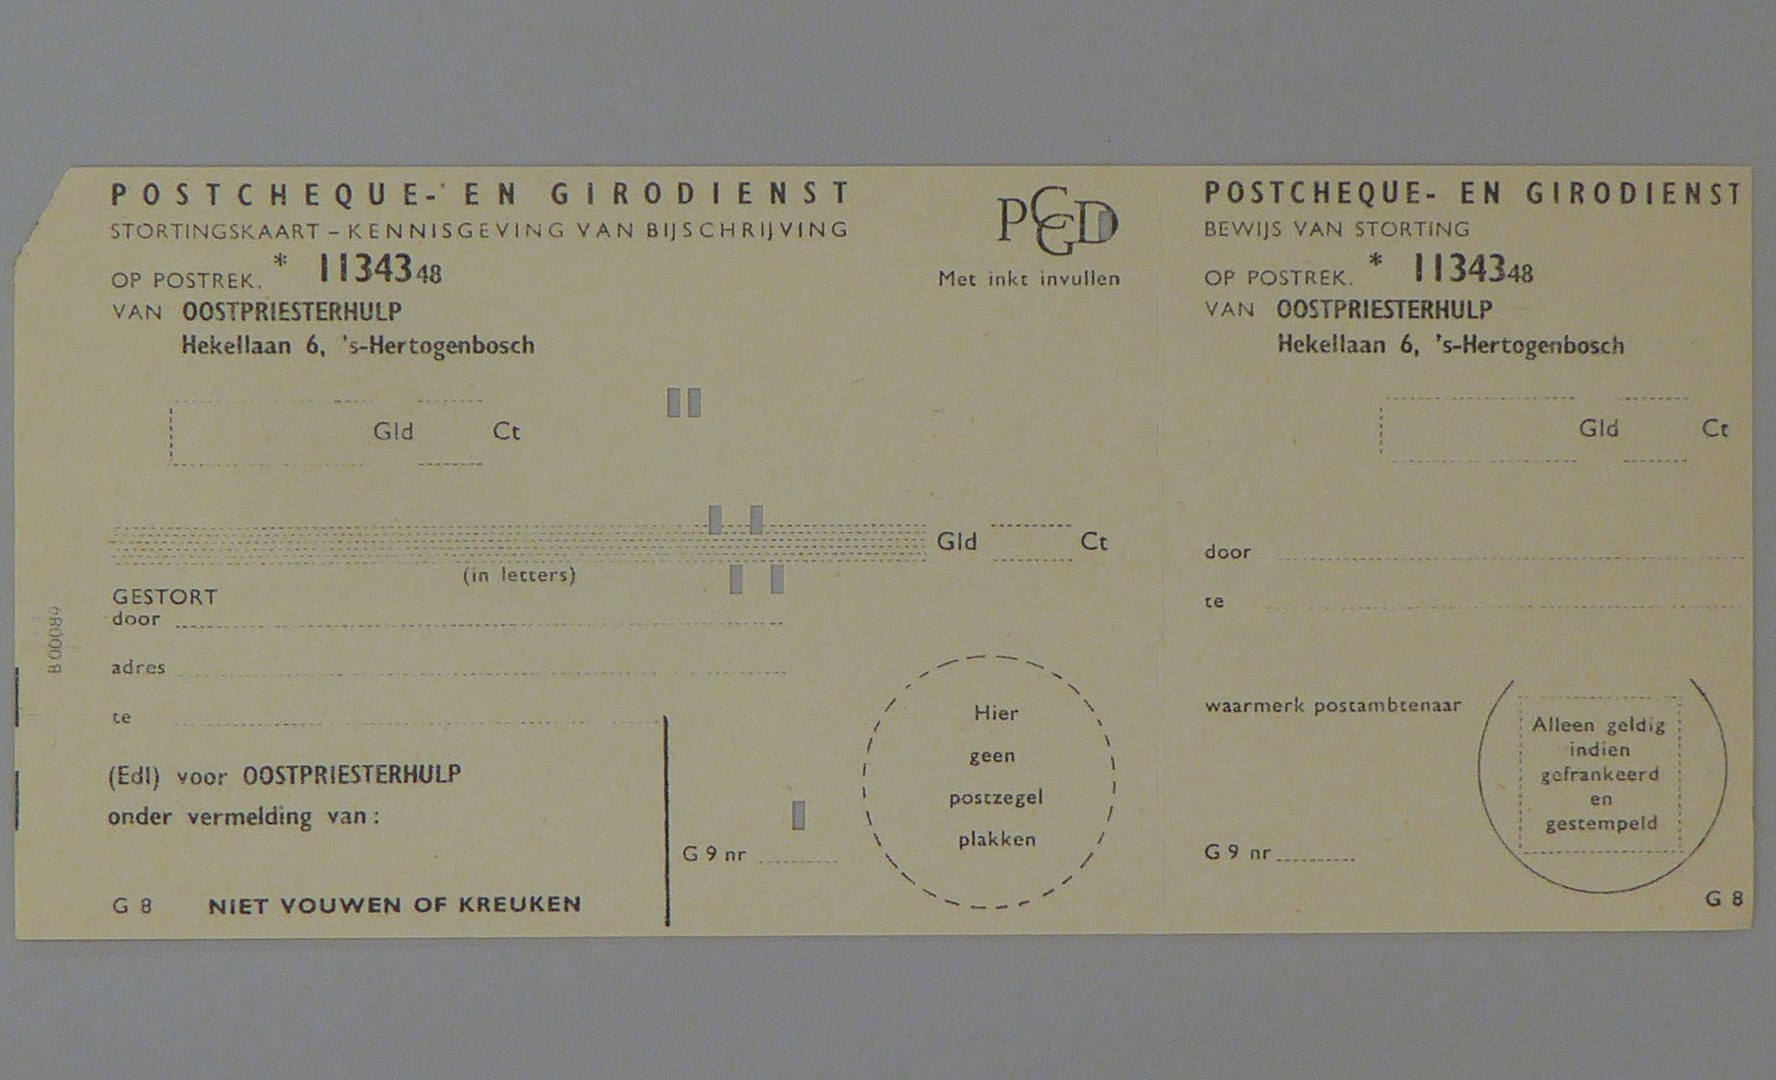 POSTCHEQUE- EN GIRODIENST
STORTINGSKAART – KENNISGEVING VAN BIJSCHRIJVING
OP POSTREK. * 1134348
VAN OOSTPRIESTERHULP
Hekellaan 6, 's-Hertogenbosch
PCGD
Met inkt invullen
Gld Ct
Gld Ct
(in letters)
GESTORT
door
adres
te
(Edl) voor OOSTPRIESTERHULP
onder vermelding van :
G 8 NIET VOUWEN OF KREUKEN
G 9 nr
Hier
geen
postzegel
plakken
B 00089
POSTCHEQUE- EN GIRODIENST
BEWIJS VAN STORTING
OP POSTREK. * 1134348
VAN OOSTPRIESTERHULP
Hekellaan 6, 's-Hertogenbosch
Gld Ct
door
te
waarmerk postambtenaar
Alleen geldig
indien
gefrankeerd
en
gestempeld
G 9 nr
G 8